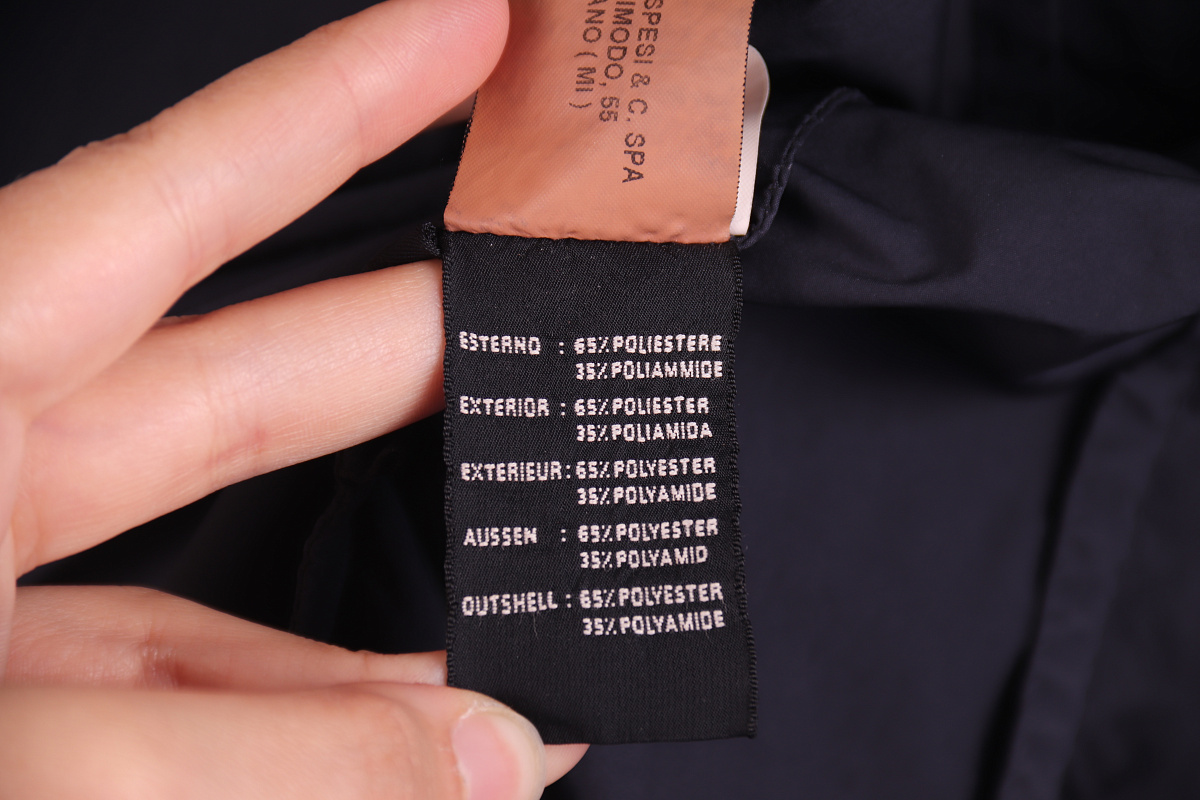 SPESI & C. SPA
IMODO, 55
ANO ( MI )
ESTERNO : 65% POLIESTERE
35% POLIAMMIDE
EXTERIOR : 65% POLIESTER
35% POLIAMIDA
EXTERIEUR : 65% POLYESTER
35% POLYAMIDE
AUSSEN : 65% POLYESTER
35% POLYAMID
OUTSHELL : 65% POLYESTER
35% POLYAMIDE